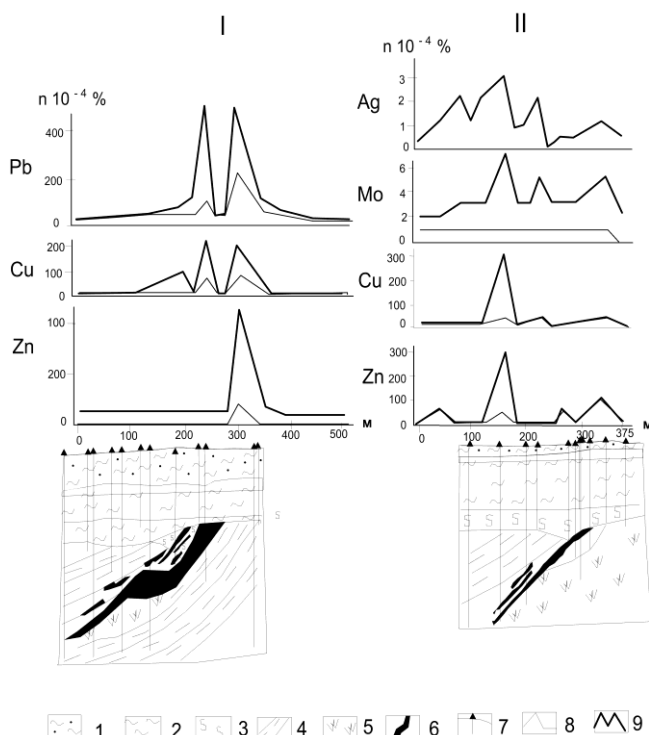 I
n 10 -4 %
Pb
400
200
0
Cu
200
100
0
Zn
100
200
0
0 100 200 300 400 500 м
II
n 10 -4 %
Ag
3
2
1
0
Mo
6
4
2
0
Cu
300
200
100
0
Zn
300
200
100
0
0 100 200 300 375 м
S S
S
S S S S S
S
S S 1 2 3 4 5 6 7 8 9